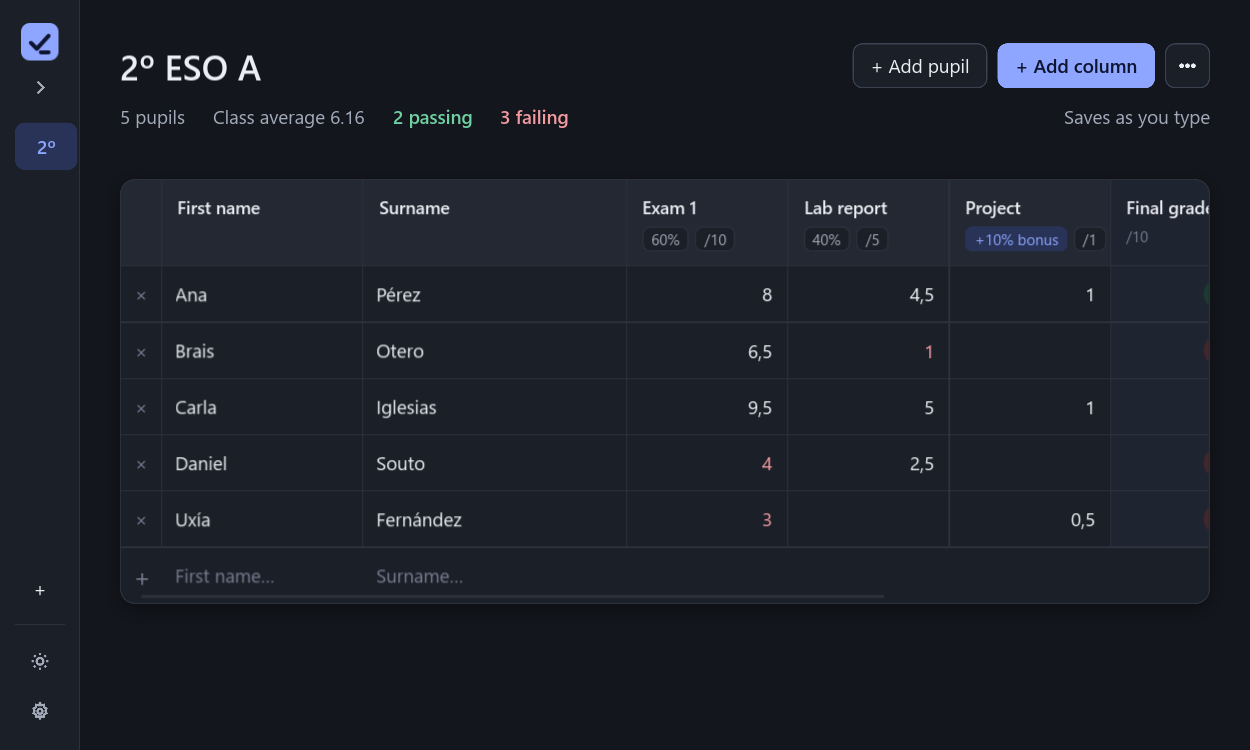 2º ESO A
+ Add pupil
+ Add column
•••
5 pupils
Class average 6.16
2 passing
3 failing
Saves as you type
2º
First name
Surname
Exam 1
Lab report
Project
Final grade
60% /10
40% /5
+10% bonus /1
/10
× Ana Pérez 8 4,5 1
× Brais Otero 6,5 1
× Carla Iglesias 9,5 5 1
× Daniel Souto 4 2,5
× Uxía Fernández 3 0,5
+ First name... Surname...
+